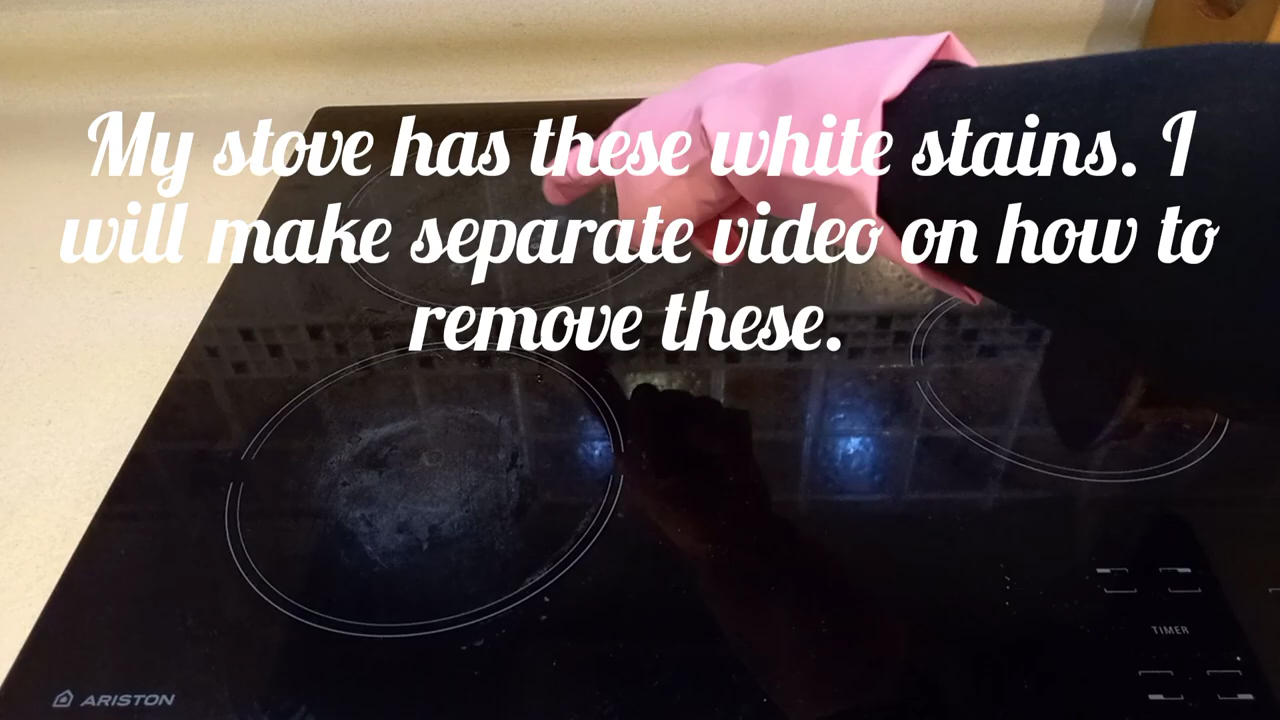 My stove has these white stains. I
will make separate video on how to
remove these.
TIMER
ARISTON